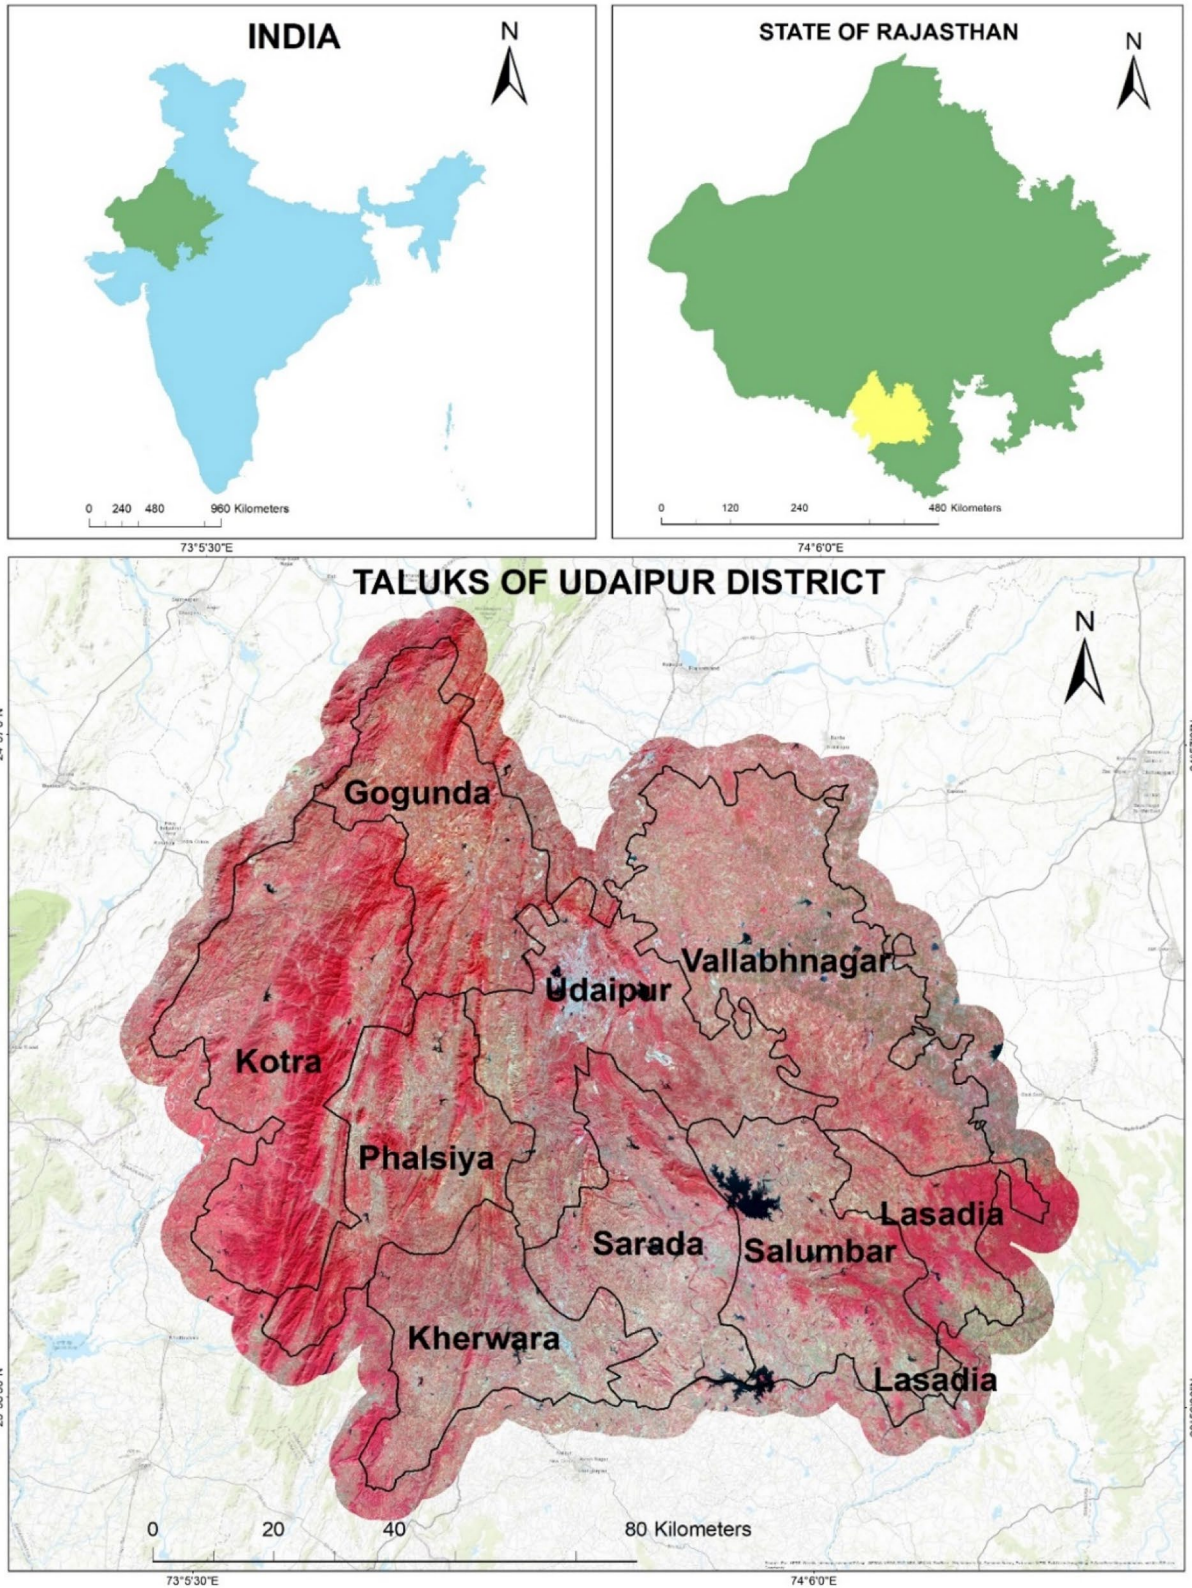 INDIA
N
0 240 480 960 Kilometers
STATE OF RAJASTHAN
N
0 120 240 480 Kilometers
73°5'30"E
74°6'0"E
TALUKS OF UDAIPUR DISTRICT
N
Gogunda
Vallabhnagar
Udaipur
Kotra
Phalsiya
Lasadia
Sarada
Salumbar
Kherwara
Lasadia
0 20 40 80 Kilometers
73°5'30"E
74°6'0"E